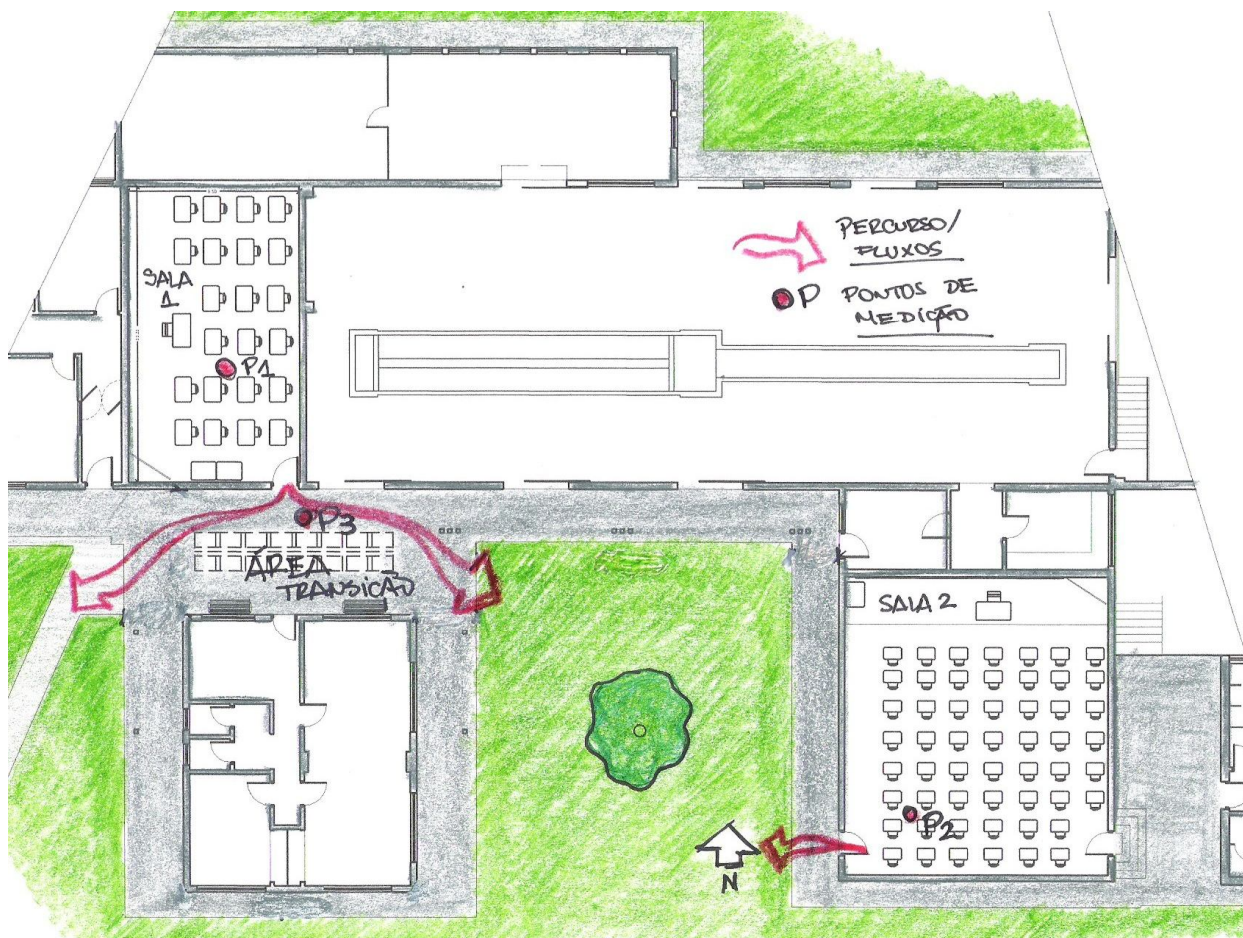 PERCURSO/
FLUXOS
P PONTOS DE
MEDIÇÃO
SALA
1
P1
P3
ÁREA
TRANSIÇÃO
SALA 2
P2
N